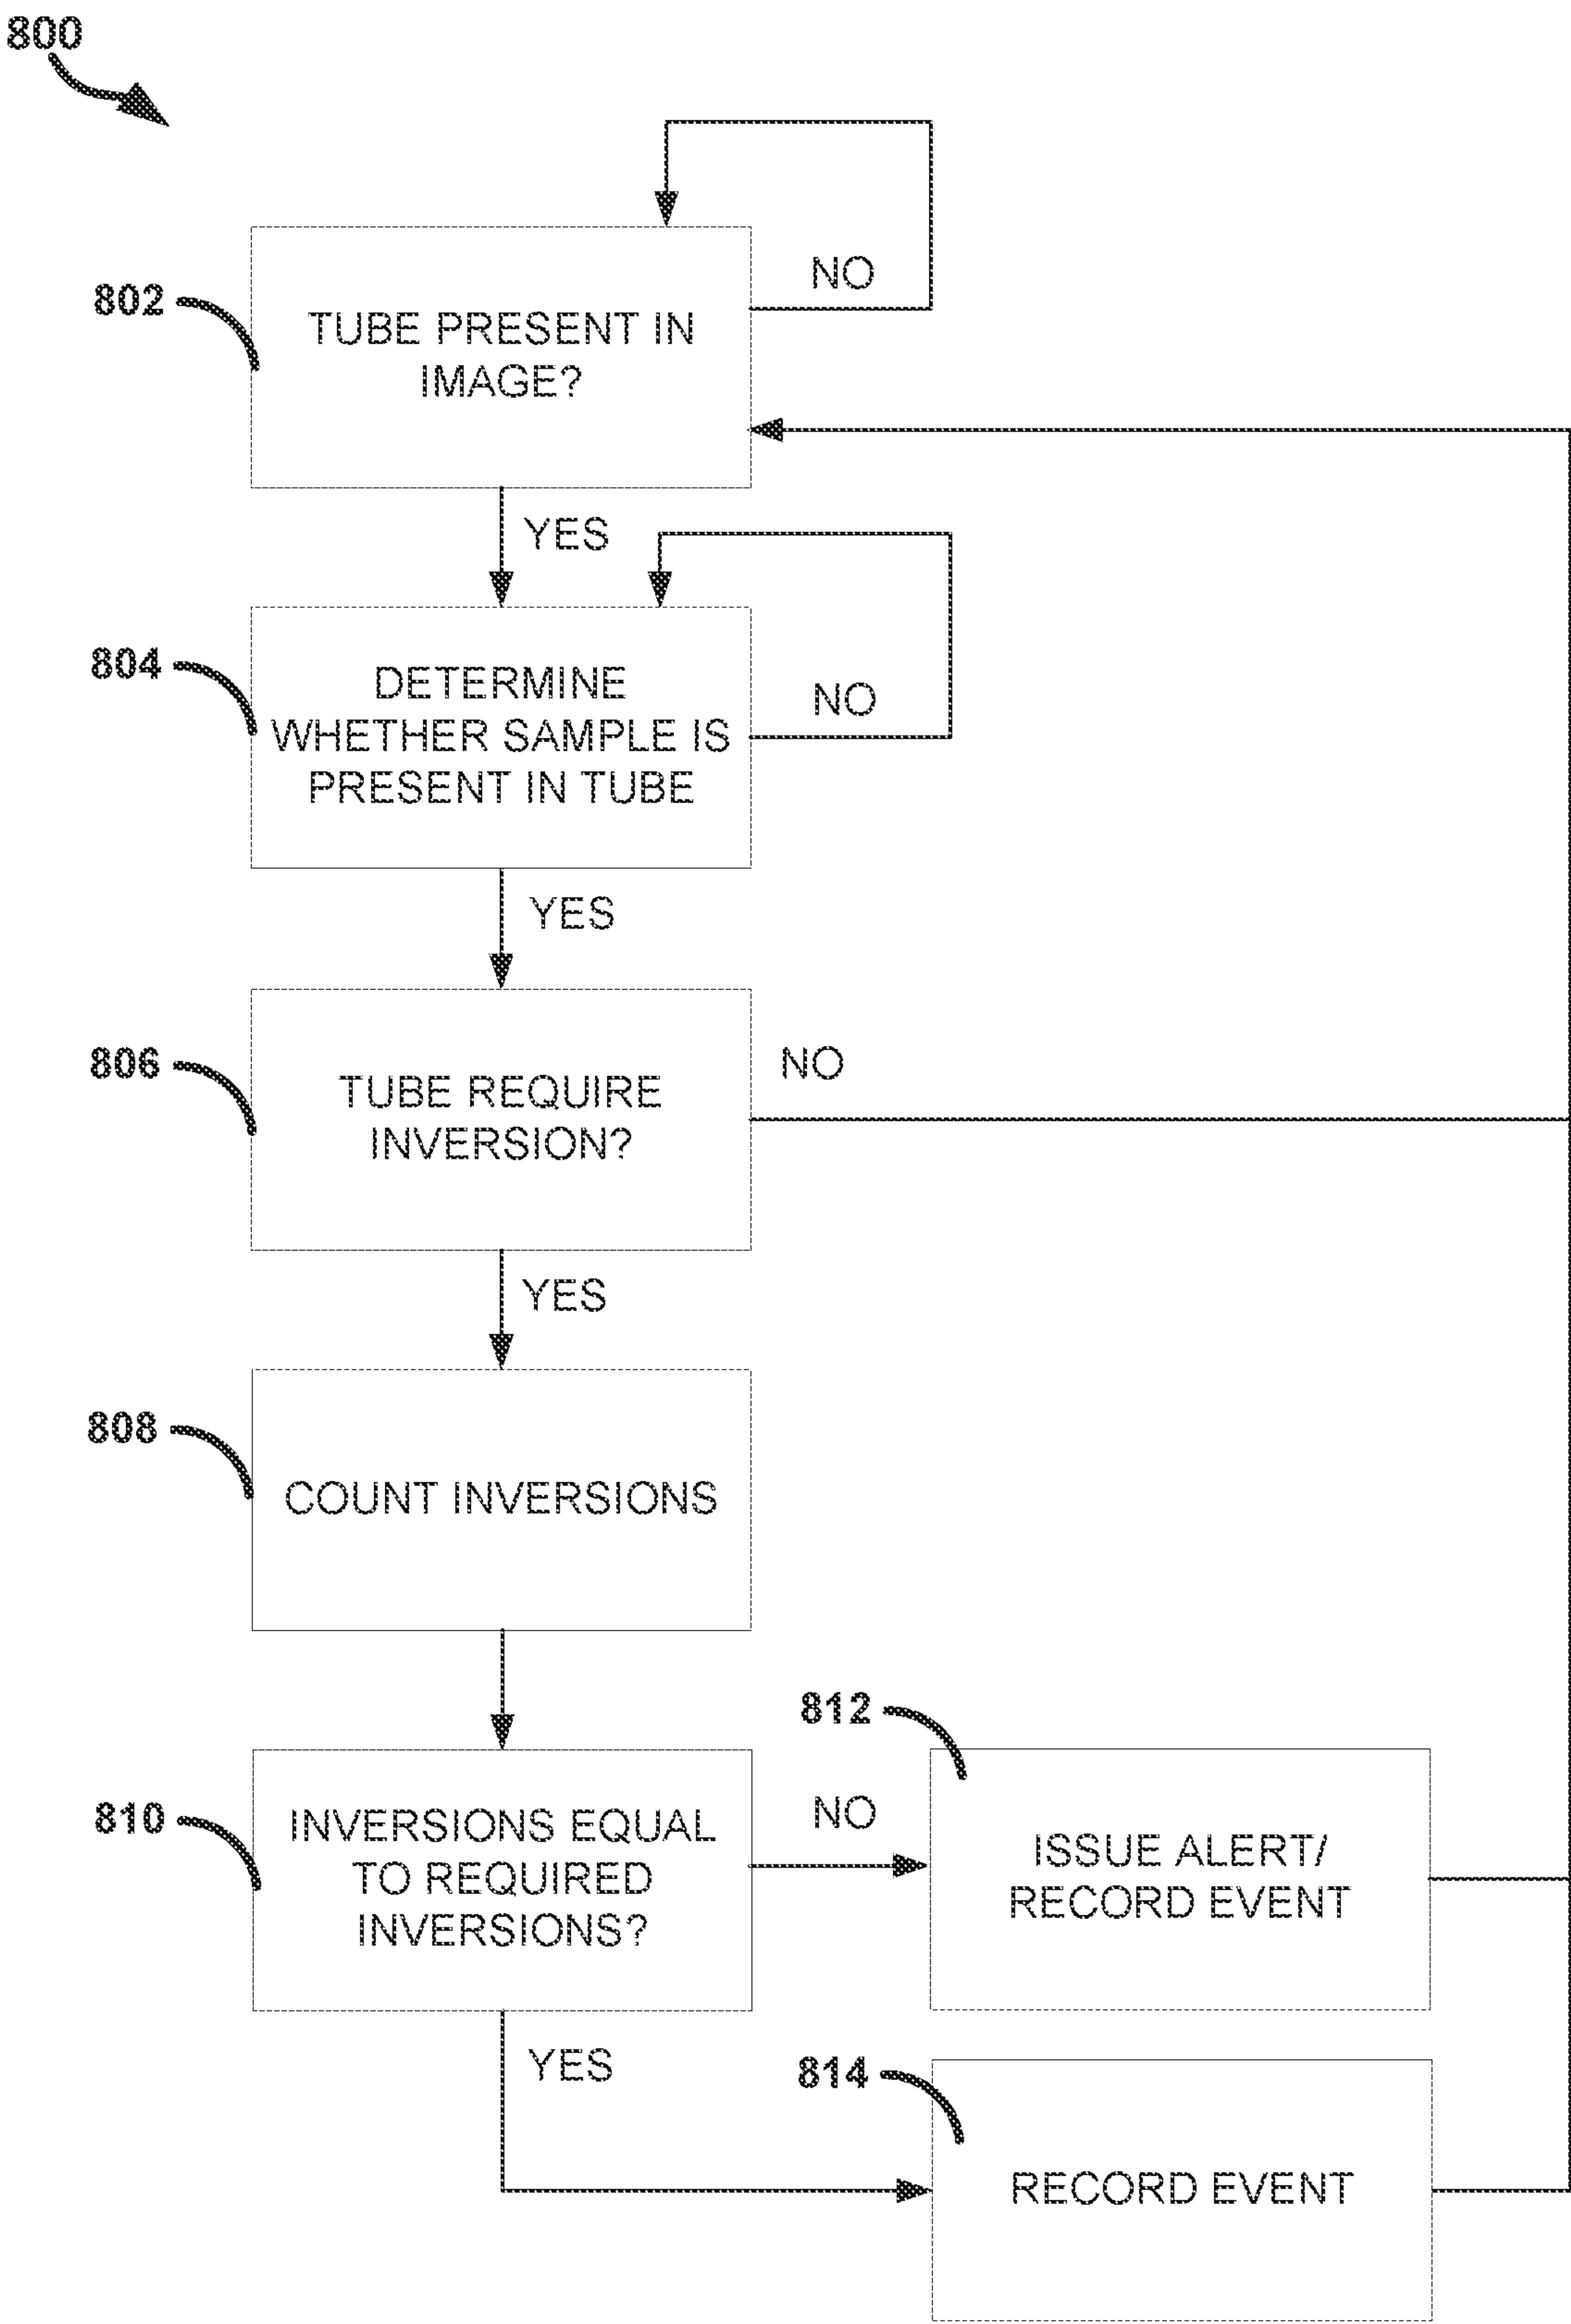 800
NO
802
TUBE PRESENT IN
IMAGE?
YES
804
DETERMINE
WHETHER SAMPLE IS
PRESENT IN TUBE
NO
YES
806
TUBE REQUIRE
INVERSION?
NO
YES
808
COUNT INVERSIONS
810
INVERSIONS EQUAL
TO REQUIRED
INVERSIONS?
NO
812
ISSUE ALERT/
RECORD EVENT
YES
814
RECORD EVENT